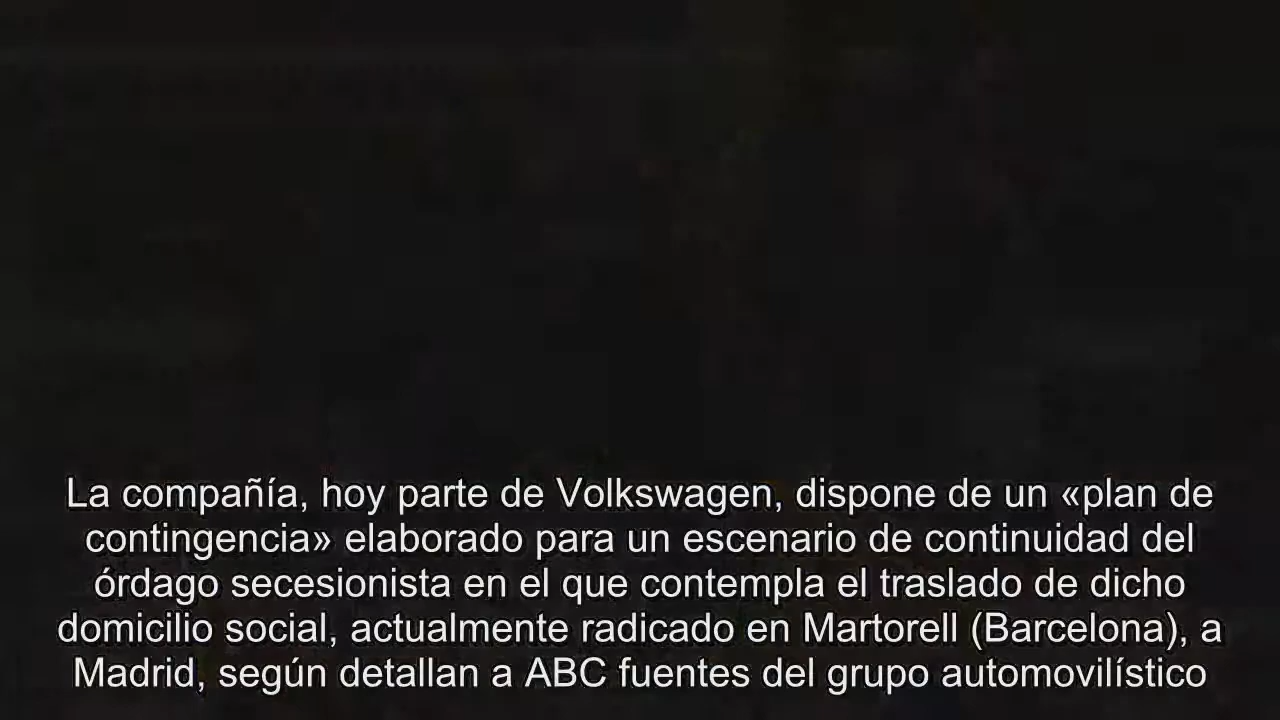 La compañía, hoy parte de Volkswagen, dispone de un «plan de
contingencia» elaborado para un escenario de continuidad del
órdago secesionista en el que contempla el traslado de dicho
domicilio social, actualmente radicado en Martorell (Barcelona), a
Madrid, según detallan a ABC fuentes del grupo automovilístico